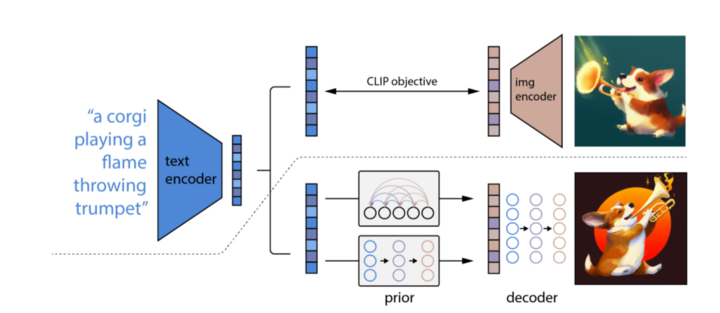 "a corgi
playing a
flame
throwing
trumpet"
text
encoder
CLIP objective
img
encoder
prior
decoder